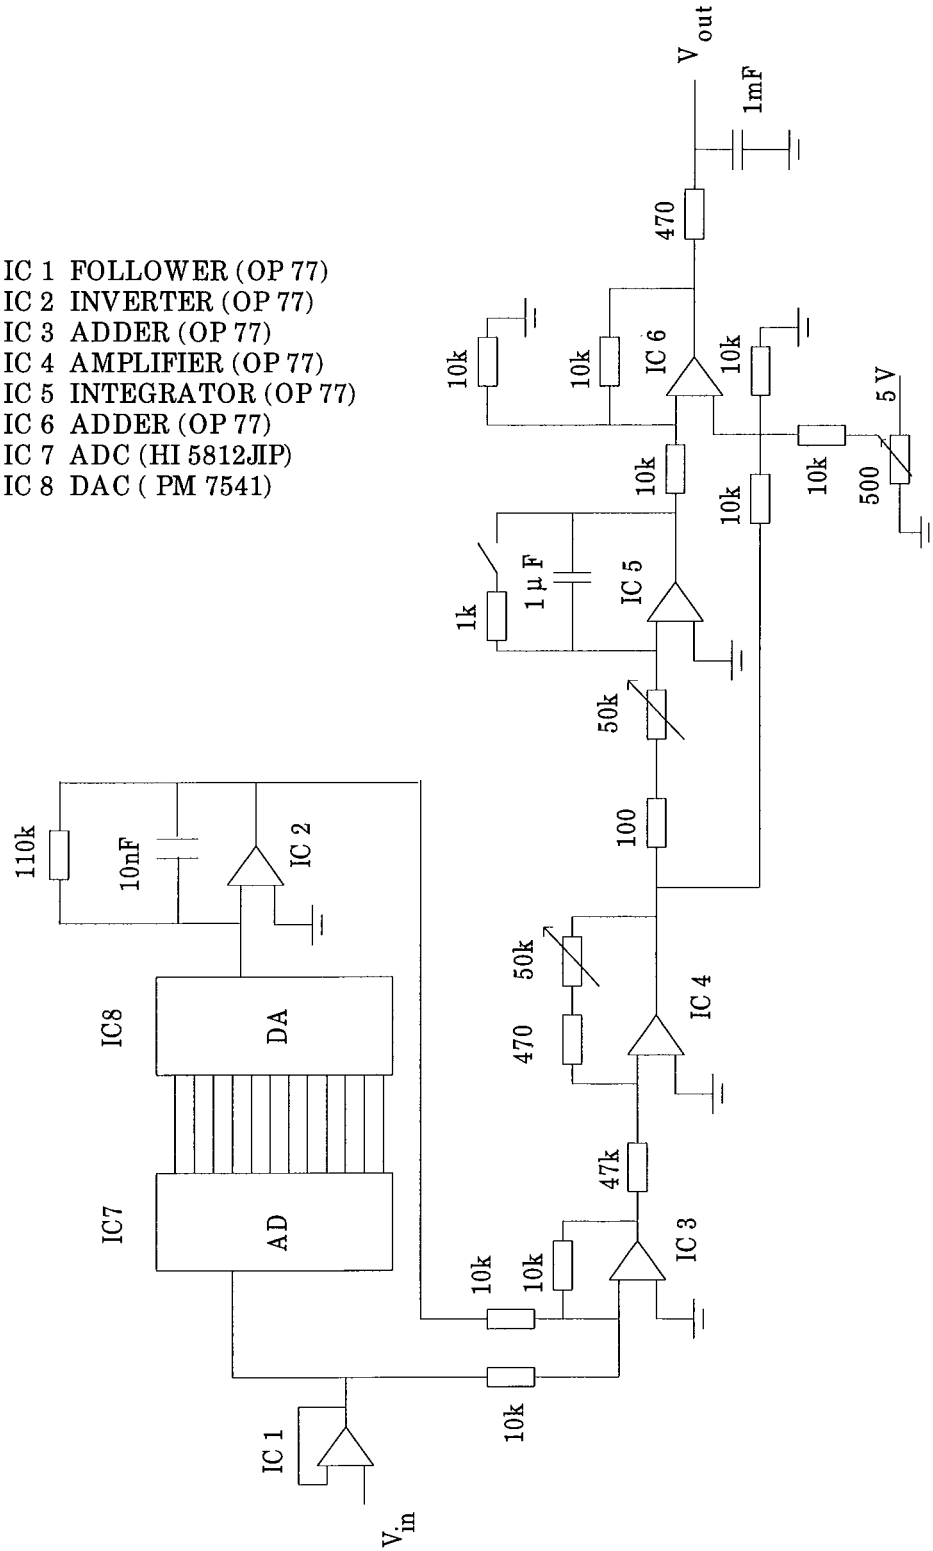 IC 1 FOLLOWER (OP 77)
IC 2 INVERTER (OP 77)
IC 3 ADDER (OP 77)
IC 4 AMPLIFIER (OP 77)
IC 5 INTEGRATOR (OP 77)
IC 6 ADDER (OP 77)
IC 7 ADC (HI 5812JIP)
IC 8 DAC ( PM 7541)
Vin
IC 1
10k
IC7
AD
IC8
DA
110k
10nF
IC 2
10k
10k
IC 3
47k
470
50k
IC 4
100
50k
1k
1 µ F
IC 5
10k
10k
10k
IC 6
10k
10k
10k
500
5 V
470
1mF
Vout